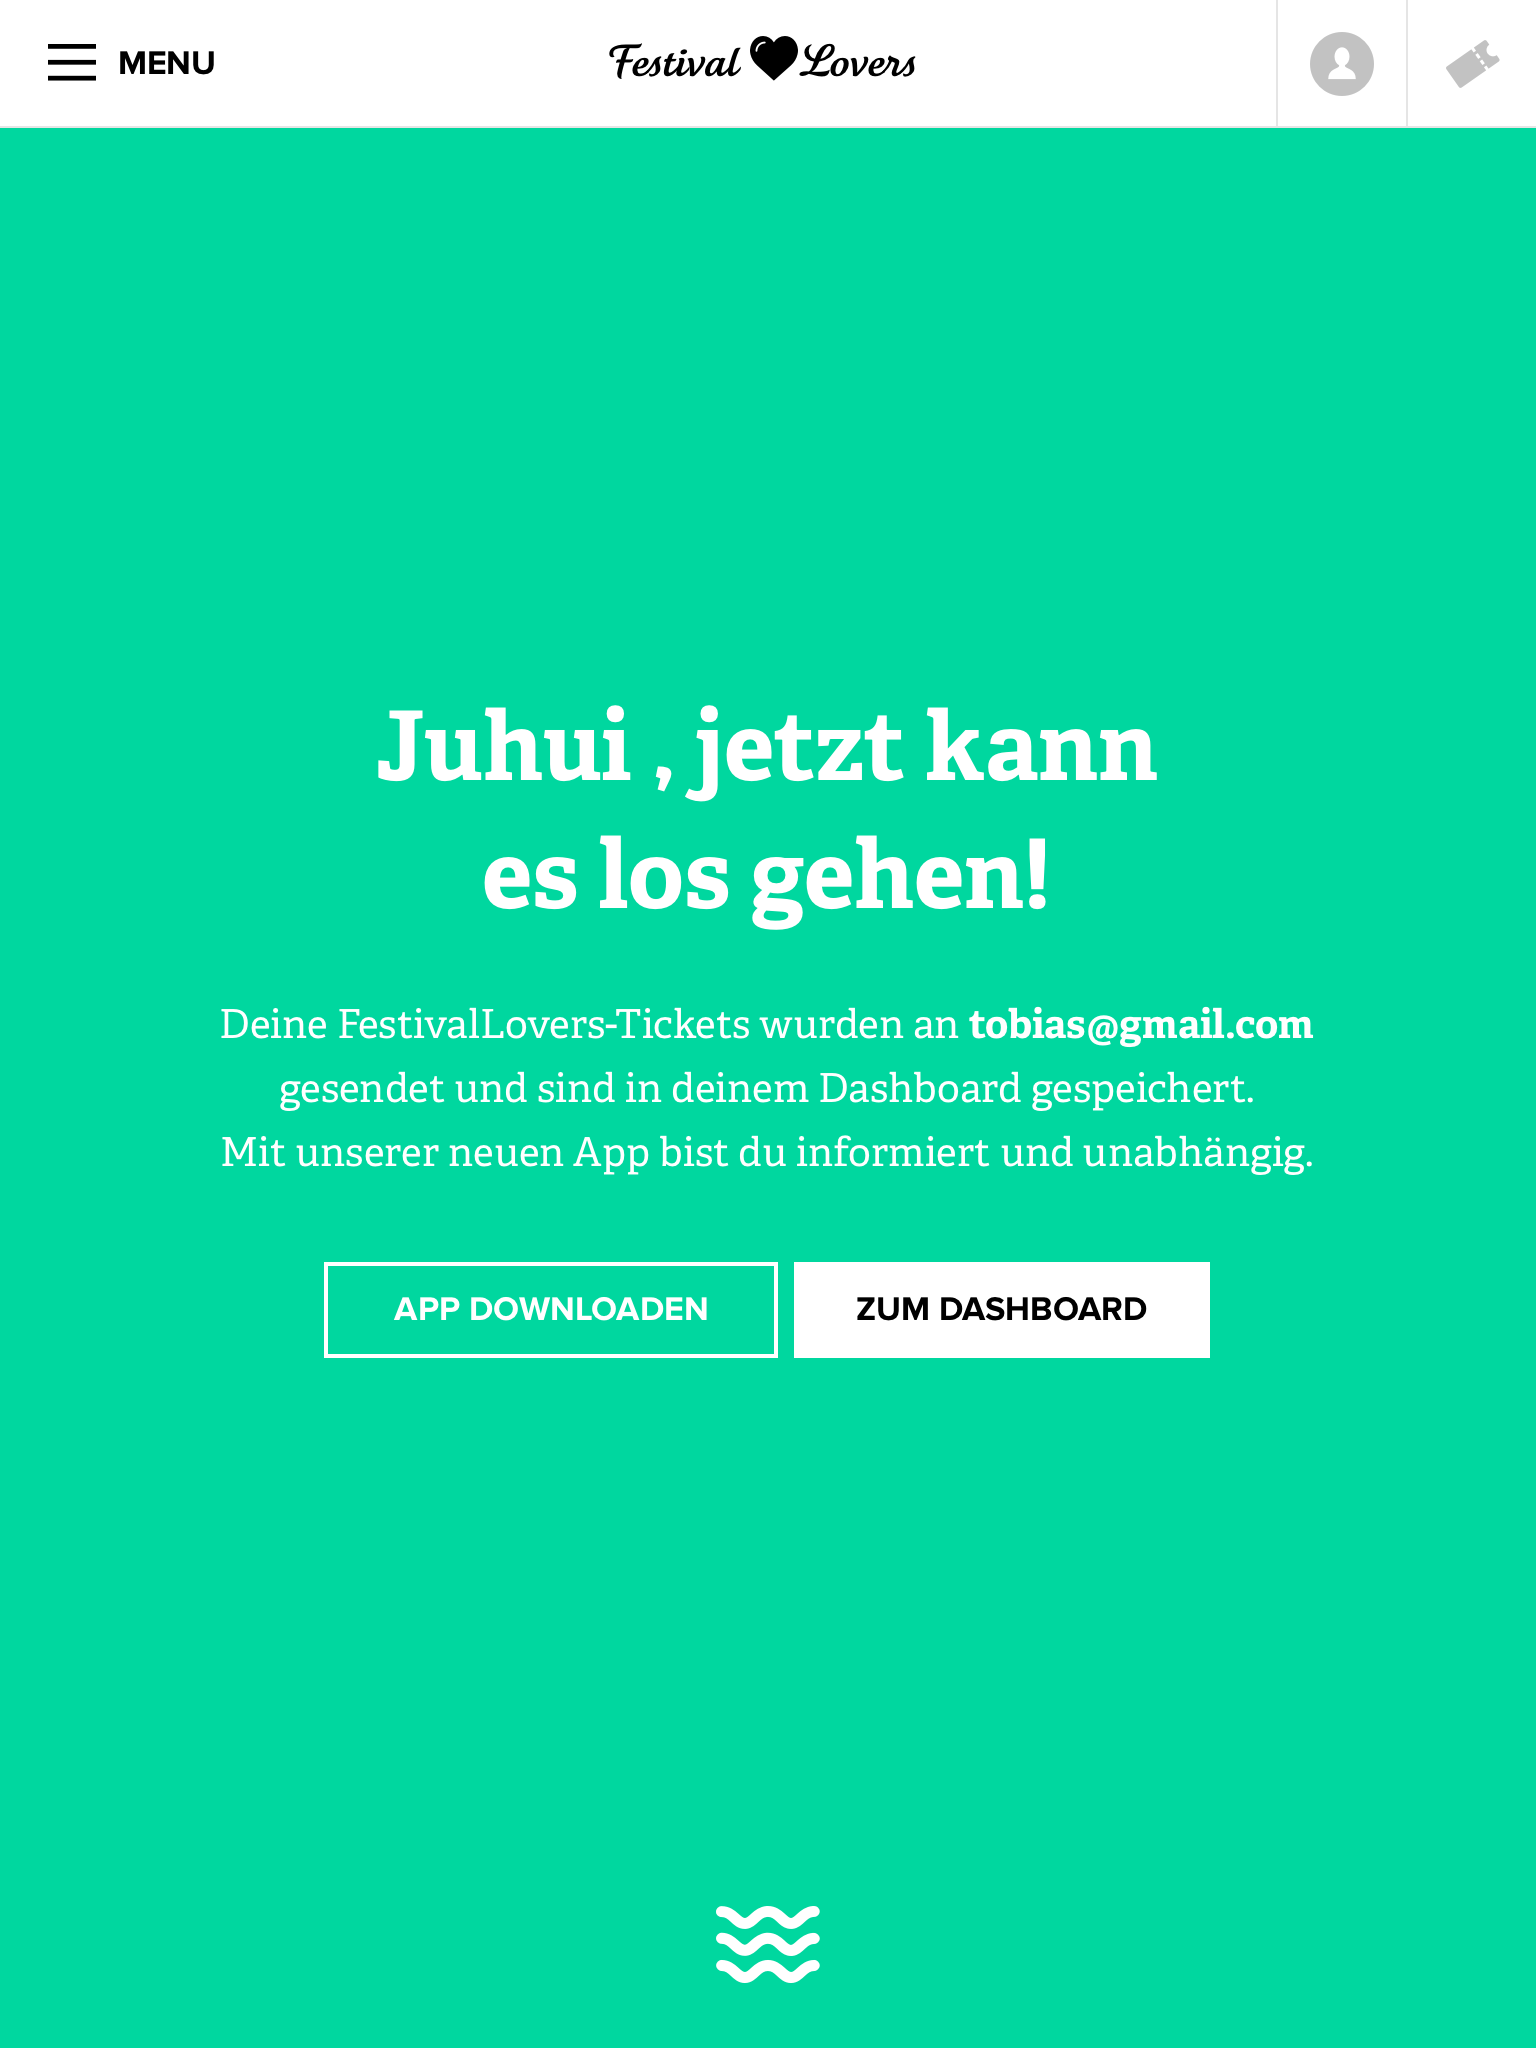 MENU
Festival Lovers
Juhui , jetzt kann
es los gehen!
Deine FestivalLovers-Tickets wurden an tobias@gmail.com
gesendet und sind in deinem Dashboard gespeichert.
Mit unserer neuen App bist du informiert und unabhängig.
APP DOWNLOADEN
ZUM DASHBOARD